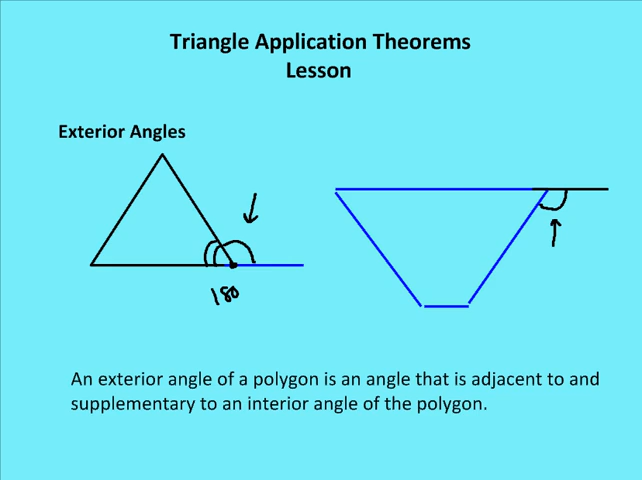 Triangle Application Theorems
Lesson
Exterior Angles
180
An exterior angle of a polygon is an angle that is adjacent to and
supplementary to an interior angle of the polygon.